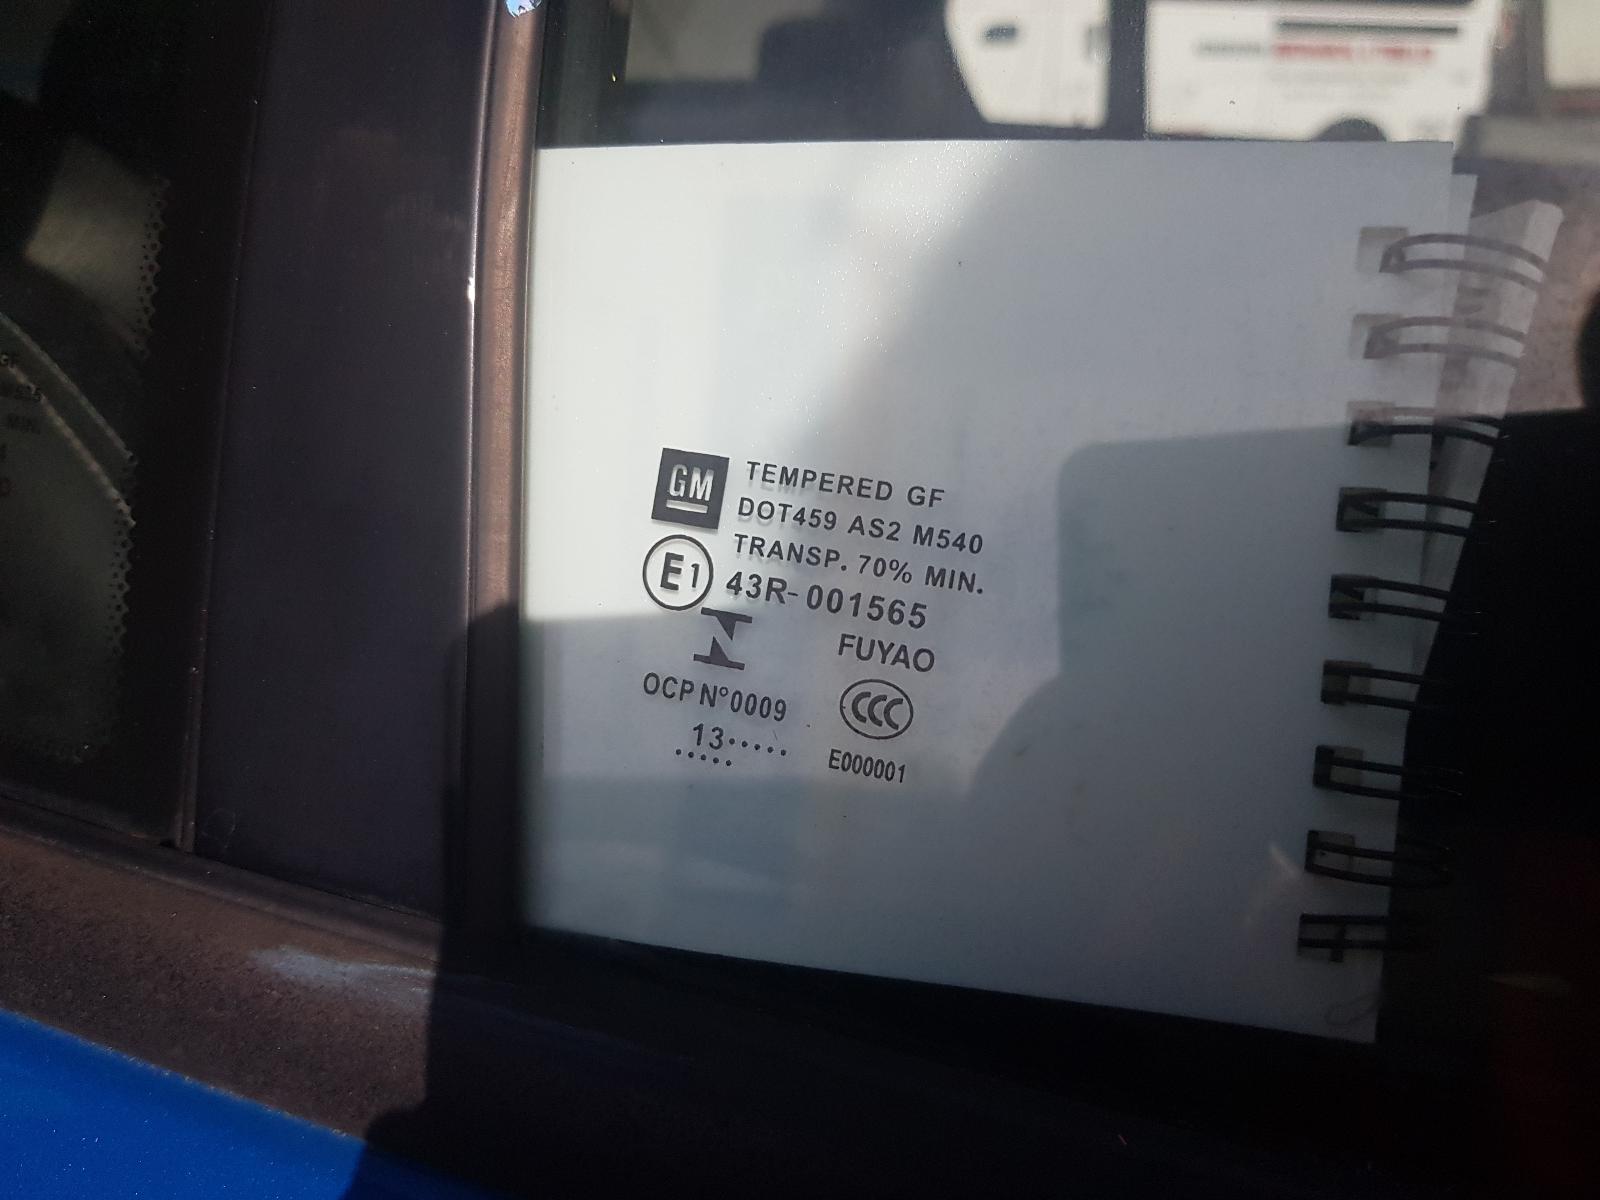 GM
TEMPERED GF
DOT459 AS2 M540
TRANSP. 70% MIN.
E1 43R-001565
FUYAO
OCP N°0009
CCC
13·····
·····
E000001